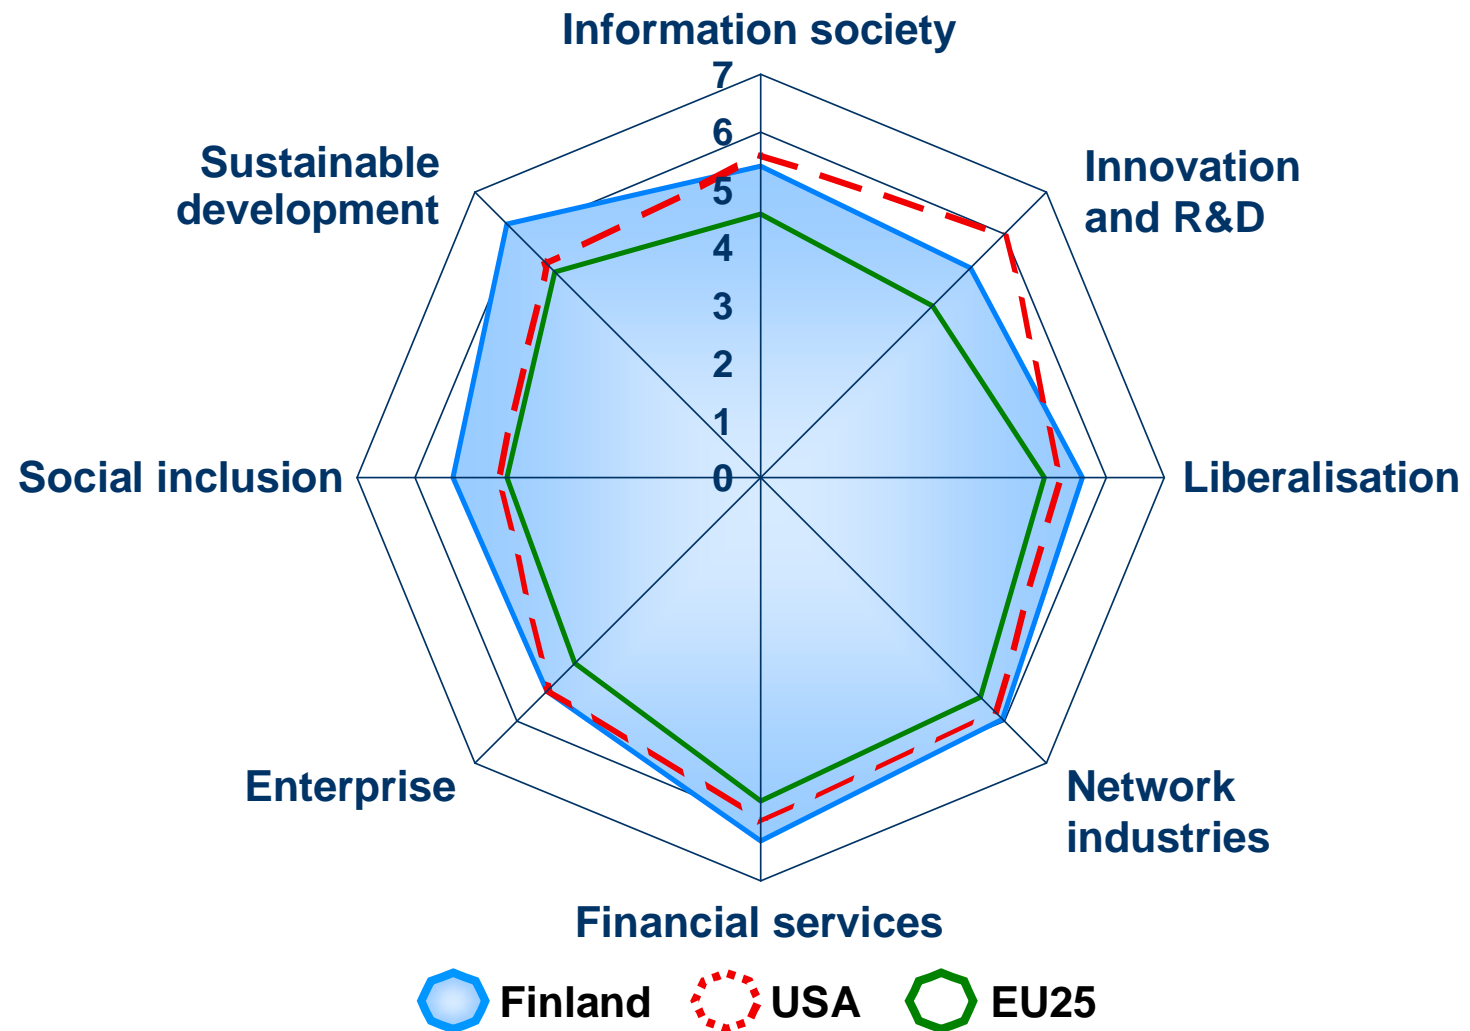 Information society
7
6
5
4
3
2
1
0
Sustainable
development
Innovation
and R&D
Social inclusion
Liberalisation
Enterprise
Network
industries
Financial services
Finland
USA
EU25